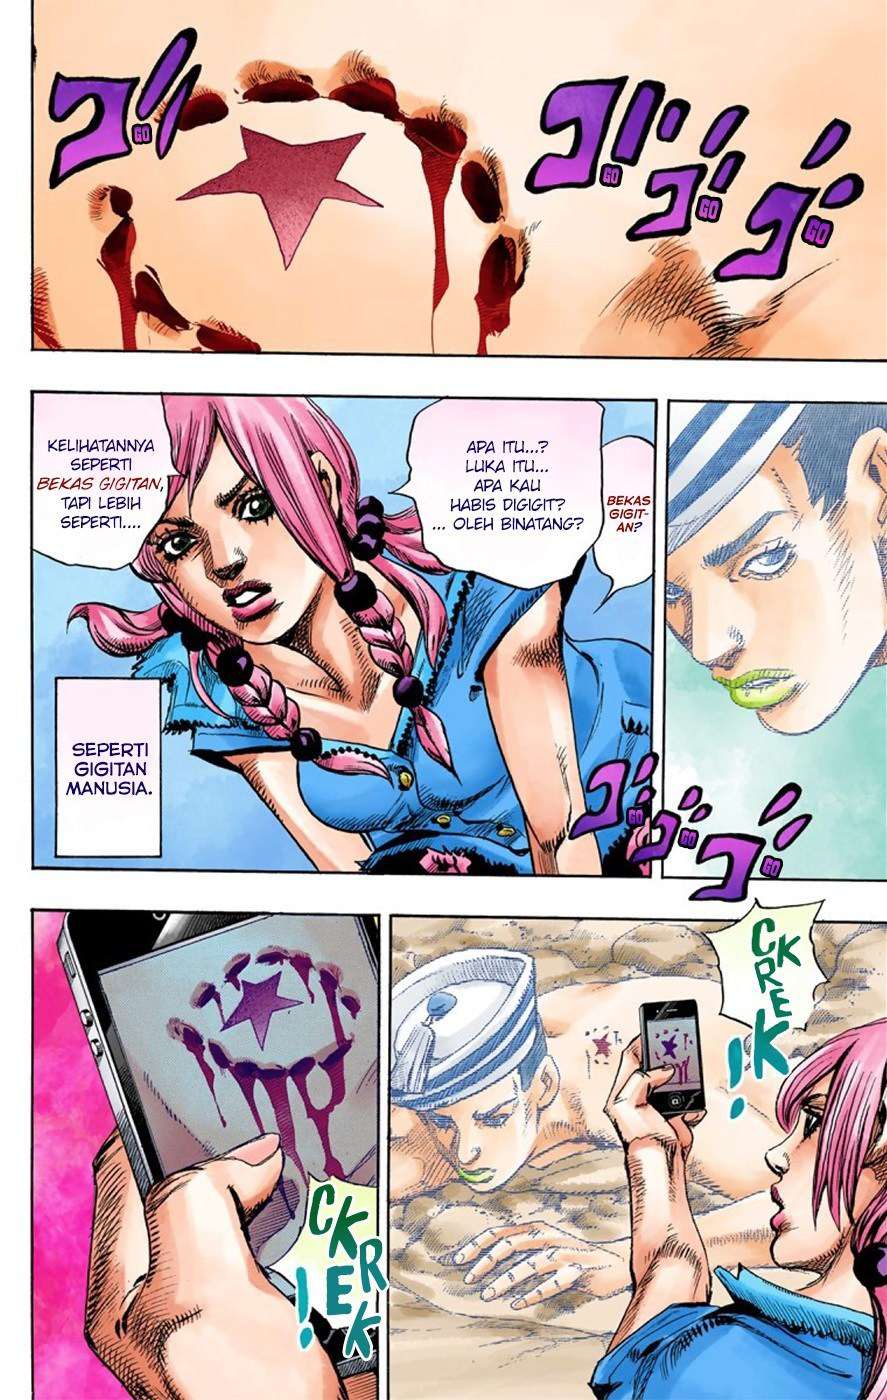 ゴ
GO
ゴ
GO
ゴ
GO
ゴ
GO
BEKAS
GIGIT-
AN?
APA ITU...?
LUKA ITU...
APA KAU
HABIS DIGIGIT?
... OLEH BINATANG?
KELIHATANNYA
SEPERTI
BEKAS GIGITAN,
TAPI LEBIH
SEPERTI....
SEPERTI
GIGITAN
MANUSIA.
ゴ
GO
ゴ
GO
ゴ
GO
CKREK!
CKREK!